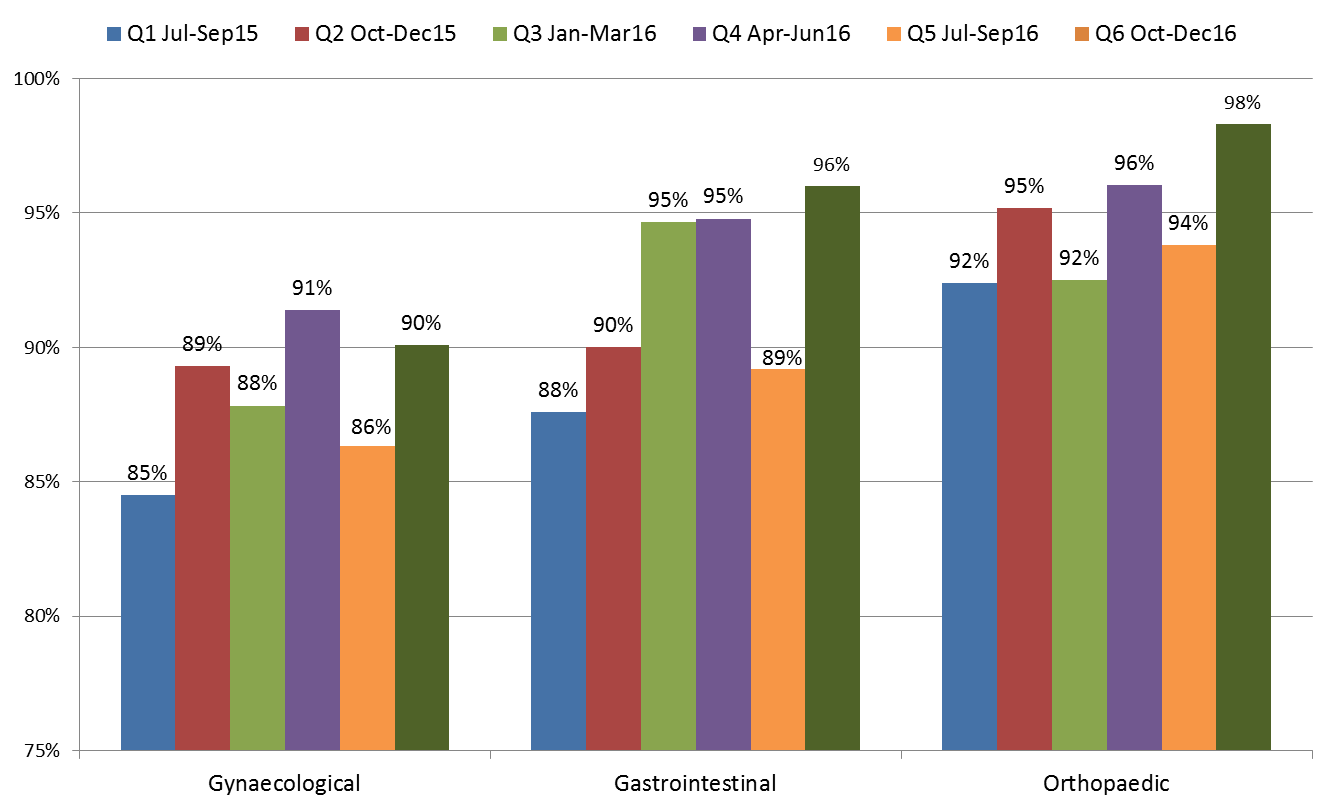 Q1 Jul-Sep15 Q2 Oct-Dec15 Q3 Jan-Mar16 Q4 Apr-Jun16 Q5 Jul-Sep16 Q6 Oct-Dec16
100%
95%
90%
85%
80%
75%
85% 89% 88% 91% 86% 90%
88% 90% 95% 95% 89% 96%
92% 95% 92% 96% 94% 98%
Gynaecological Gastrointestinal Orthopaedic